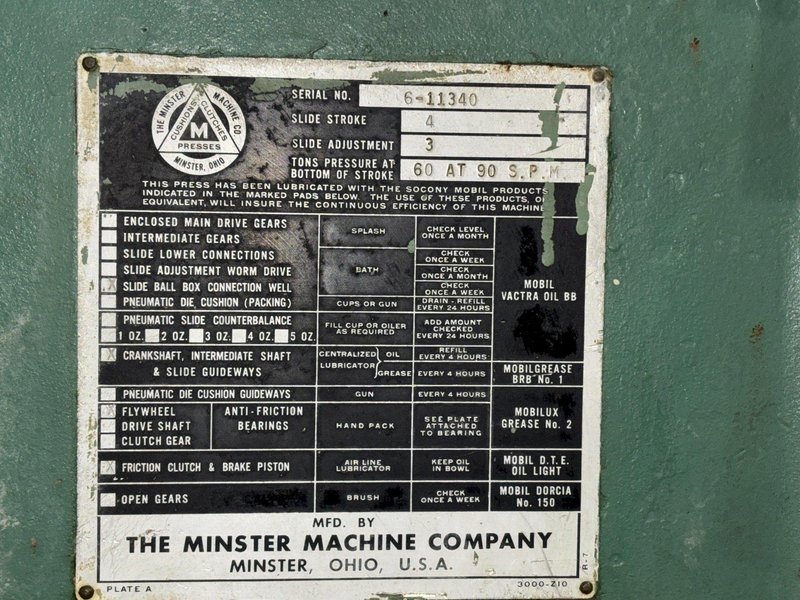 THE MINSTER MACHINE CO.
CUSHIONS CLUTCHES
M
PRESSES
MINSTER, OHIO
SERIAL NO. 6-11340
SLIDE STROKE 4
SLIDE ADJUSTMENT 3
TONS PRESSURE AT
BOTTOM OF STROKE 60 AT 90 S.P.M.
THIS PRESS HAS BEEN LUBRICATED WITH THE SOCONY MOBIL PRODUCTS
INDICATED IN THE MARKED PADS BELOW. THE USE OF THESE PRODUCTS,
EQUIVALENT, WILL INSURE THE CONTINUOUS EFFICIENCY OF THIS MACHINE
ENCLOSED MAIN DRIVE GEARS
INTERMEDIATE GEARS
SPLASH
CHECK LEVEL
ONCE A MONTH
SLIDE LOWER CONNECTIONS
SLIDE ADJUSTMENT WORM DRIVE
X SLIDE BALL BOX CONNECTION WELL
BATH
CHECK
ONCE A WEEK
CHECK
ONCE A MONTH
CHECK
ONCE A WEEK
PNEUMATIC DIE CUSHION (PACKING)
CUPS OR GUN
DRAIN - REFILL
EVERY 24 HOURS
PNEUMATIC SLIDE COUNTERBALANCE
1 OZ. 2 OZ. 3 OZ. 4 OZ. 5 OZ.
FILL CUP OR OILER
AS REQUIRED
ADD AMOUNT
CHECKED
EVERY 24 HOURS
MOBIL
VACTRA OIL BB
X CRANKSHAFT, INTERMEDIATE SHAFT
& SLIDE GUIDEWAYS
CENTRALIZED
LUBRICATOR
OIL
GREASE
REFILL
EVERY 4 HOURS
EVERY 4 HOURS
MOBILGREASE
BRB No. 1
PNEUMATIC DIE CUSHION GUIDEWAYS
GUN
EVERY 4 HOURS
X FLYWHEEL
DRIVE SHAFT
CLUTCH GEAR
ANTI-FRICTION
BEARINGS
HAND PACK
SEE PLATE
ATTACHED
TO BEARING
MOBILUX
GREASE No. 2
X FRICTION CLUTCH & BRAKE PISTON
AIR LINE
LUBRICATOR
KEEP OIL
IN BOWL
MOBIL D.T.E.
OIL LIGHT
OPEN GEARS
BRUSH
CHECK
ONCE A WEEK
MOBIL DORCIA
No. 150
MFD. BY
THE MINSTER MACHINE COMPANY
MINSTER, OHIO, U.S.A.
PLATE A
3000-Z10
R-7